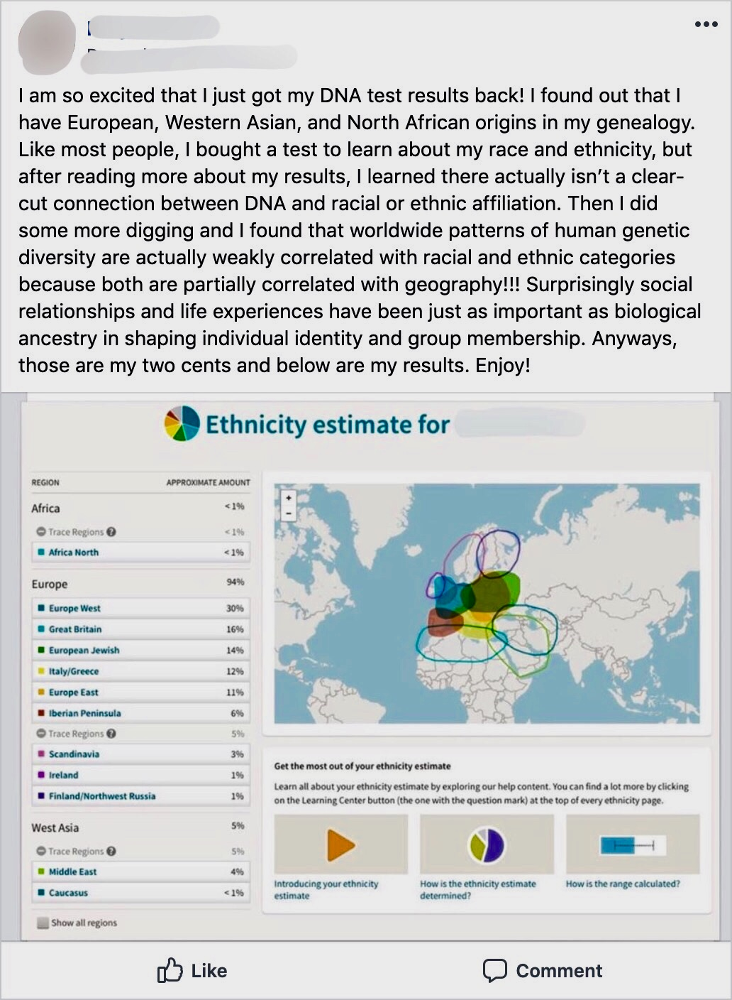 I am so excited that I just got my DNA test results back! I found out that I
have European, Western Asian, and North African origins in my genealogy.
Like most people, I bought a test to learn about my race and ethnicity, but
after reading more about my results, I learned there actually isn’t a clear-
cut connection between DNA and racial or ethnic affiliation. Then I did
some more digging and I found that worldwide patterns of human genetic
diversity are actually weakly correlated with racial and ethnic categories
because both are partially correlated with geography!!! Surprisingly social
relationships and life experiences have been just as important as biological
ancestry in shaping individual identity and group membership. Anyways,
those are my two cents and below are my results. Enjoy!
Ethnicity estimate for
REGION APPROXIMATE AMOUNT
Africa <1%
Trace Regions ? <1%
Africa North <1%
Europe 94%
Europe West 30%
Great Britain 16%
European Jewish 14%
Italy/Greece 12%
Europe East 11%
Iberian Peninsula 6%
Trace Regions ? 5%
Scandinavia 3%
Ireland 1%
Finland/Northwest Russia 1%
West Asia 5%
Trace Regions ? 5%
Middle East 4%
Caucasus <1%
Show all regions
+
-
Get the most out of your ethnicity estimate
Learn all about your ethnicity estimate by exploring our help content. You can find a lot more by clicking
on the Learning Center button (the one with the question mark) at the top of every ethnicity page.
Introducing your ethnicity
estimate
How is the ethnicity estimate
determined?
How is the range calculated?
Like
Comment